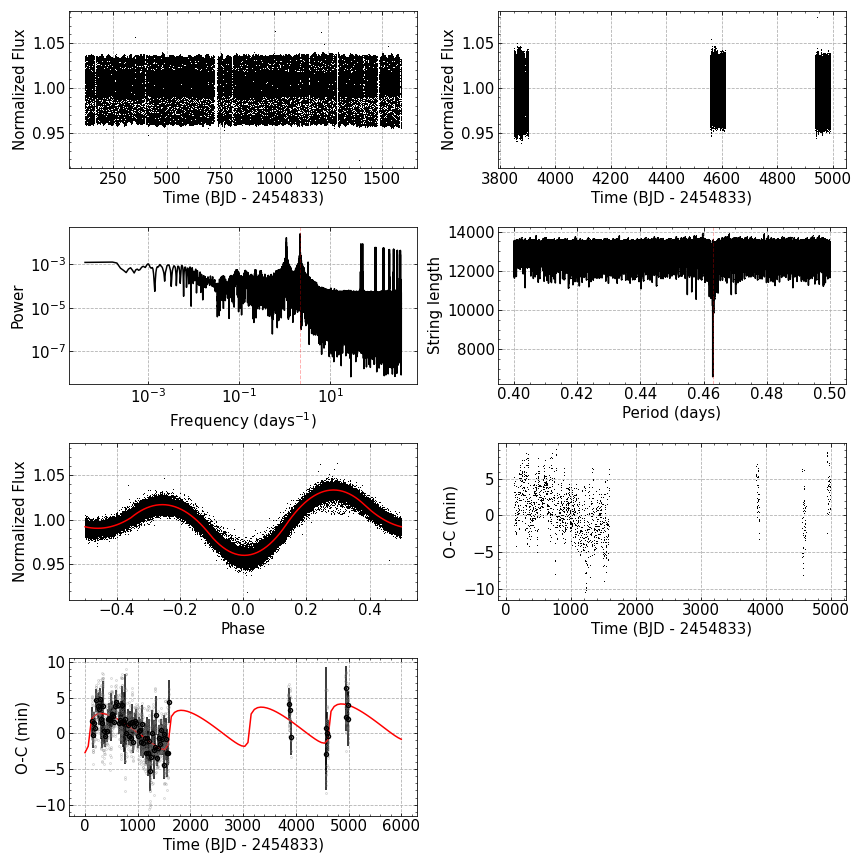 Normalized Flux
1.05
1.00
0.95
250 500 750 1000 1250 1500
Time (BJD - 2454833)
Normalized Flux
1.05
1.00
0.95
3800 4000 4200 4400 4600 4800 5000
Time (BJD - 2454833)
Power
10⁻³
10⁻⁵
10⁻⁷
10⁻³ 10⁻¹ 10¹
Frequency (days⁻¹)
String length
14000
12000
10000
8000
0.40 0.42 0.44 0.46 0.48 0.50
Period (days)
Normalized Flux
1.05
1.00
0.95
−0.4 −0.2 0.0 0.2 0.4
Phase
O-C (min)
5
0
−5
−10
0 1000 2000 3000 4000 5000
Time (BJD - 2454833)
O-C (min)
10
5
0
−5
−10
0 1000 2000 3000 4000 5000 6000
Time (BJD - 2454833)